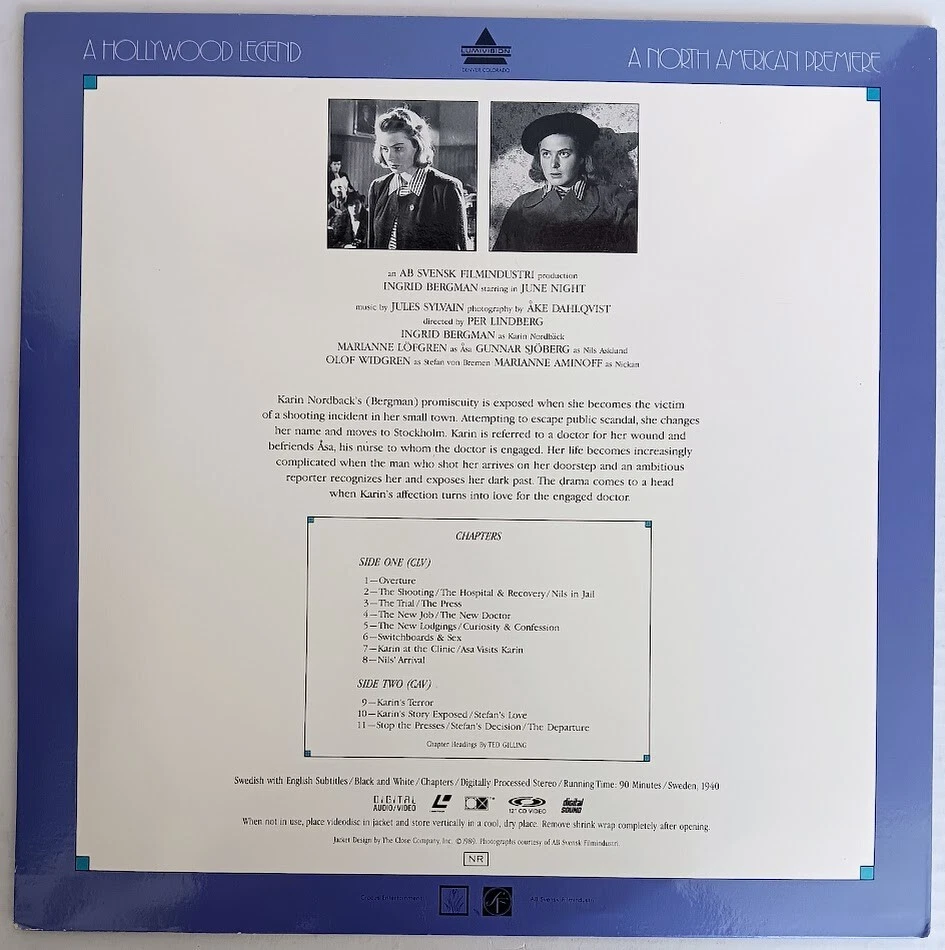 A HOLLYWOOD LEGEND
LUMIVISION
DENVER COLORADO
A NORTH AMERICAN PREMIERE
an AB SVENSK FILMINDUSTRI production
INGRID BERGMAN starring in JUNE NIGHT
music by JULES SYLVAIN photography by ÅKE DAHLQVIST
directed by PER LINDBERG
INGRID BERGMAN as Karin Nordbäck
MARIANNE LÖFGREN as Åsa GUNNAR SJÖBERG as Nils Asklund
OLOF WIDGREN as Stefan von Bremen MARIANNE AMINOFF as Nickan
Karin Nordback's (Bergman) promiscuity is exposed when she becomes the victim
of a shooting incident in her small town. Attempting to escape public scandal, she changes
her name and moves to Stockholm. Karin is referred to a doctor for her wound and
befriends Åsa, his nurse to whom the doctor is engaged. Her life becomes increasingly
complicated when the man who shot her arrives on her doorstep and an ambitious
reporter recognizes her and exposes her dark past. The drama comes to a head
when Karin's affection turns into love for the engaged doctor.
CHAPTERS
SIDE ONE (CLV)
1—Overture
2—The Shooting/The Hospital & Recovery/Nils in Jail
3—The Trial/The Press
4—The New Job/The New Doctor
5—The New Lodgings/Curiosity & Confession
6—Switchboards & Sex
7—Karin at the Clinic/Asa Visits Karin
8—Nils' Arrival
SIDE TWO (CAV)
9—Karin's Terror
10—Karin's Story Exposed/Stefan's Love
11—Stop the Presses/Stefan's Decision/The Departure
Chapter Headings By TED GILLING
Swedish with English Subtitles/Black and White/Chapters/Digitally Processed Stereo/Running Time: 90 Minutes/Sweden, 1940
DIGITAL AUDIO/VIDEO
CX
12" CD VIDEO
digital SOUND
When not in use, place videodisc in jacket and store vertically in a cool, dry place. Remove shrink wrap completely after opening.
Jacket Design by The Clone Company, Inc. ©1989. Photographs courtesy of AB Svensk Filmindustri.
NR
Entertainment
AB Svensk Filmindustri